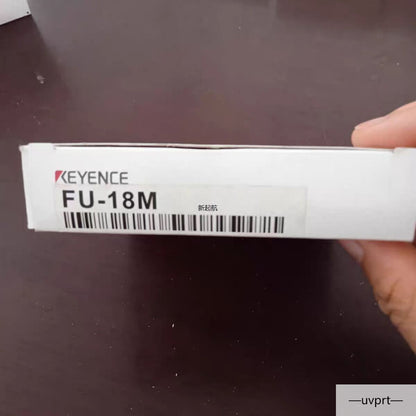 KEYENCE
FU-18M
新起航
—uvprt—